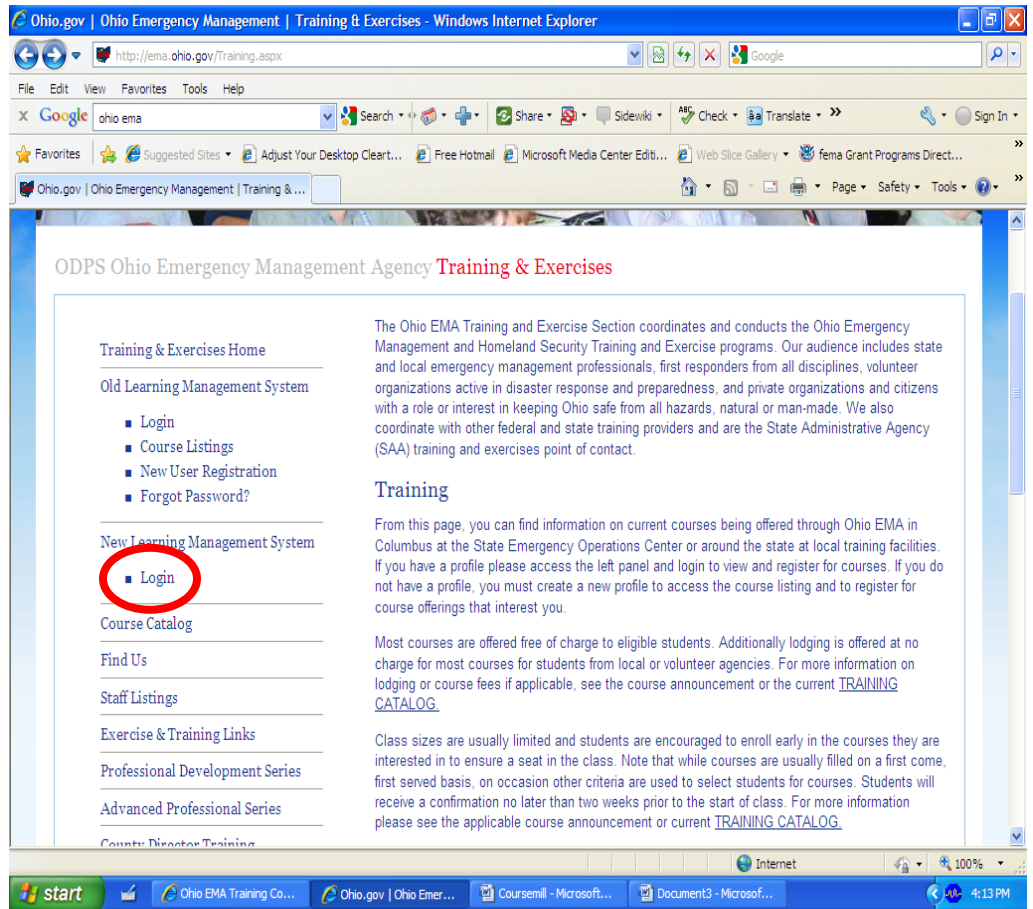 Ohio.gov | Ohio Emergency Management | Training & Exercises - Windows Internet Explorer
http://ema.ohio.gov/Training.aspx
Google
File Edit View Favorites Tools Help
x Google ohio ema Search Share Sidewiki ABC Check Translate » Sign In
Favorites Suggested Sites Adjust Your Desktop Cleart... Free Hotmail Microsoft Media Center Editi... Web Slice Gallery fema Grant Programs Direct... »
Ohio.gov | Ohio Emergency Management | Training & ... Page Safety Tools »
ODPS Ohio Emergency Management Agency Training & Exercises
Training & Exercises Home
Old Learning Management System
▪ Login
▪ Course Listings
▪ New User Registration
▪ Forgot Password?
New Learning Management System
▪ Login
Course Catalog
Find Us
Staff Listings
Exercise & Training Links
Professional Development Series
Advanced Professional Series
County Director Training
The Ohio EMA Training and Exercise Section coordinates and conducts the Ohio Emergency
Management and Homeland Security Training and Exercise programs. Our audience includes state
and local emergency management professionals, first responders from all disciplines, volunteer
organizations active in disaster response and preparedness, and private organizations and citizens
with a role or interest in keeping Ohio safe from all hazards, natural or man-made. We also
coordinate with other federal and state training providers and are the State Administrative Agency
(SAA) training and exercises point of contact.
Training
From this page, you can find information on current courses being offered through Ohio EMA in
Columbus at the State Emergency Operations Center or around the state at local training facilities.
If you have a profile please access the left panel and login to view and register for courses. If you do
not have a profile, you must create a new profile to access the course listing and to register for
course offerings that interest you.
Most courses are offered free of charge to eligible students. Additionally lodging is offered at no
charge for most courses for students from local or volunteer agencies. For more information on
lodging or course fees if applicable, see the course announcement or the current TRAINING
CATALOG.
Class sizes are usually limited and students are encouraged to enroll early in the courses they are
interested in to ensure a seat in the class. Note that while courses are usually filled on a first come,
first served basis, on occasion other criteria are used to select students for courses. Students will
receive a confirmation no later than two weeks prior to the start of class. For more information
please see the applicable course announcement or current TRAINING CATALOG.
Internet 100%
start Ohio EMA Training Co... Ohio.gov | Ohio Emer... Coursemill - Microsoft... Document3 - Microsof... 4:13 PM